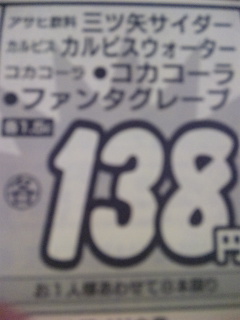 アサヒ飲料 三ツ矢サイダー
カルピス カルピスウォーター
コカコーラ ●コカコーラ
●ファンタグレープ
各1.5ℓ
各 138円
お1人様あわせて8本限り